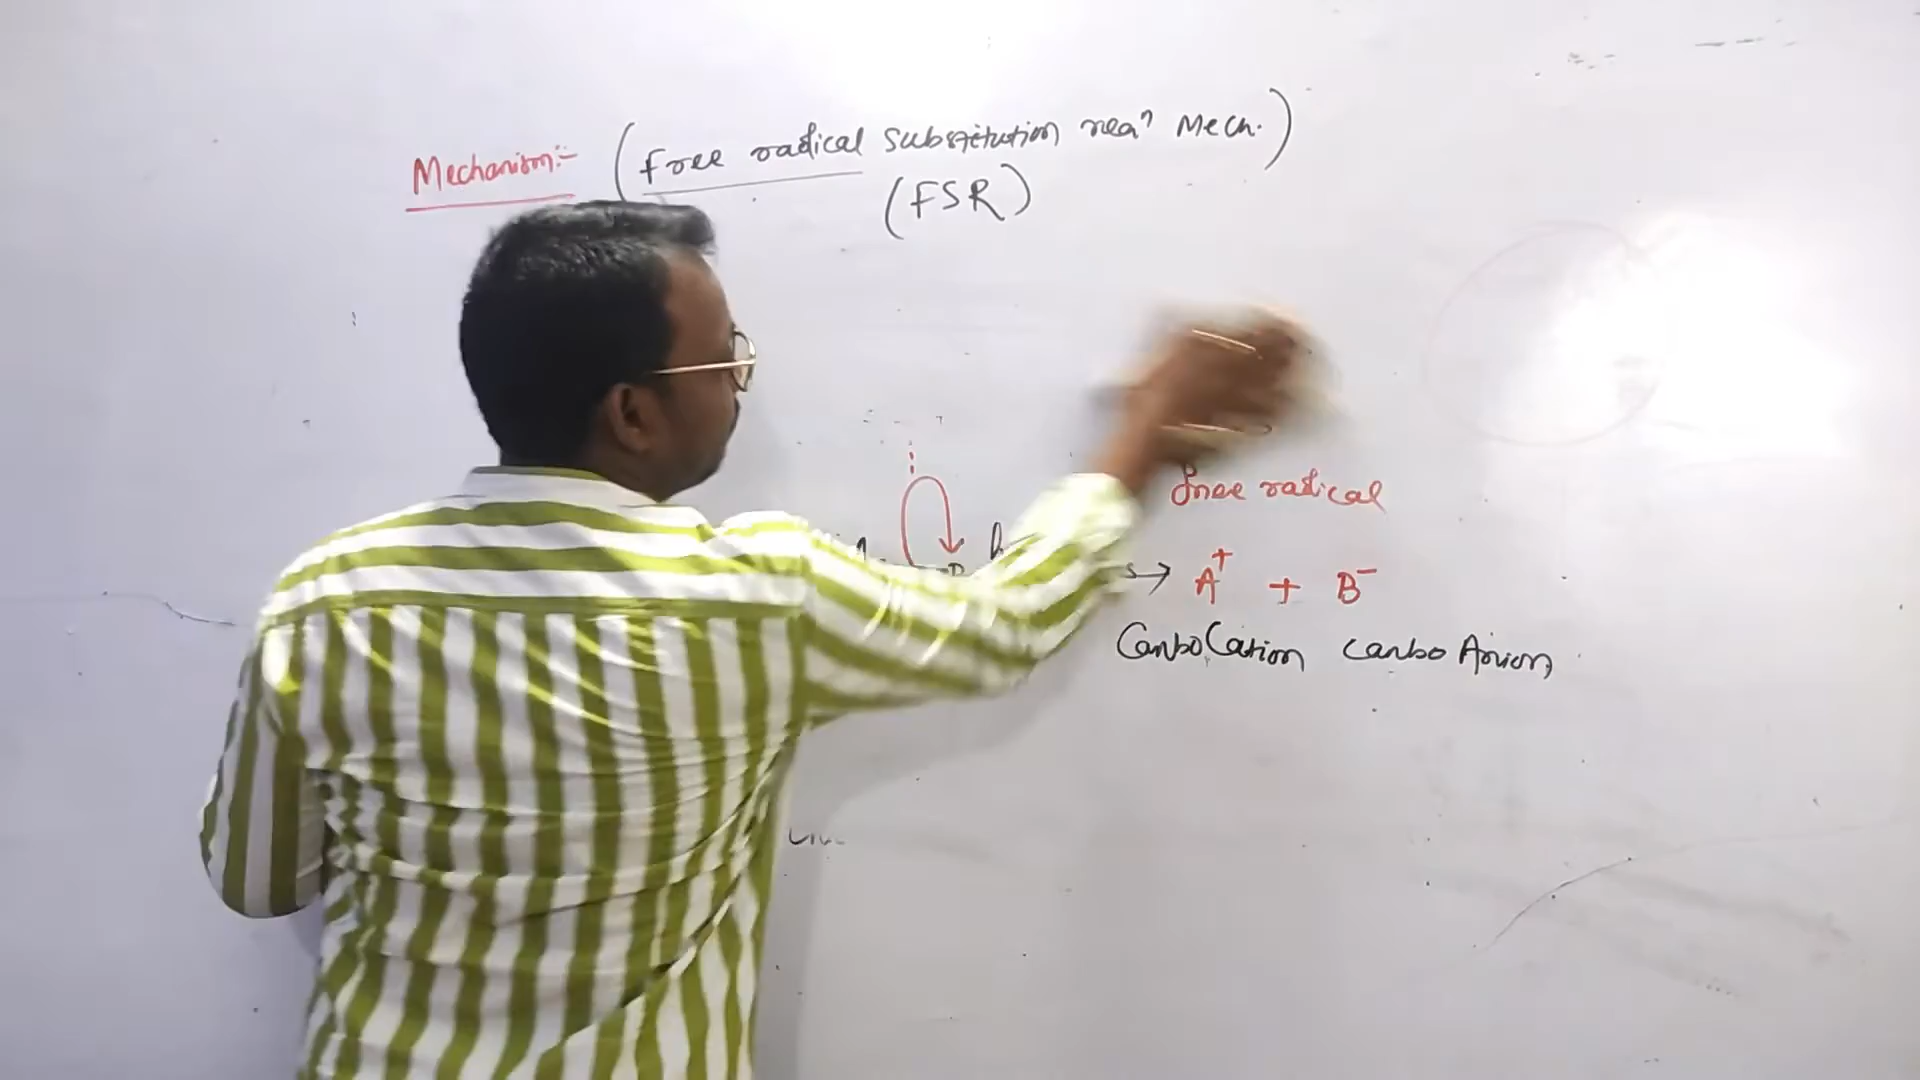 Mechanism:- (free radical substitution reaⁿ Mech.)
(FSR)
free radical
→ A⁺ + B⁻
CarboCation carbo Anion